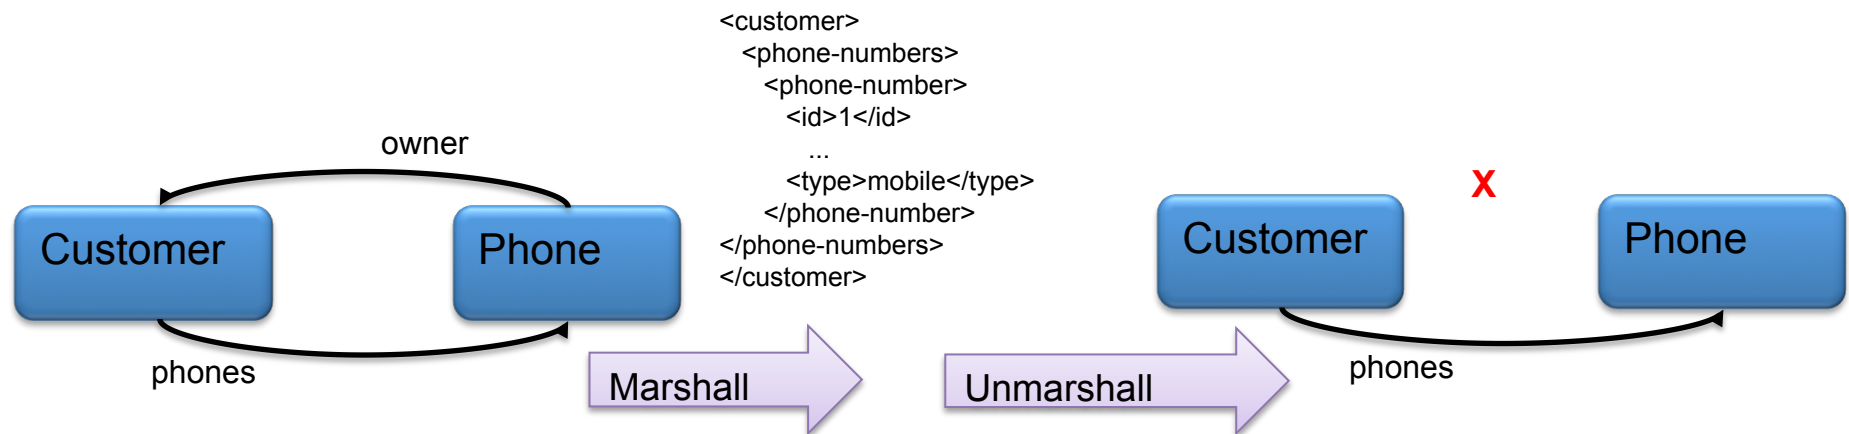 owner
Customer
Phone
phones
<customer>
<phone-numbers>
<phone-number>
<id>1</id>
...
<type>mobile</type>
</phone-number>
</phone-numbers>
</customer>
Marshall
Unmarshall
X
Customer
Phone
phones